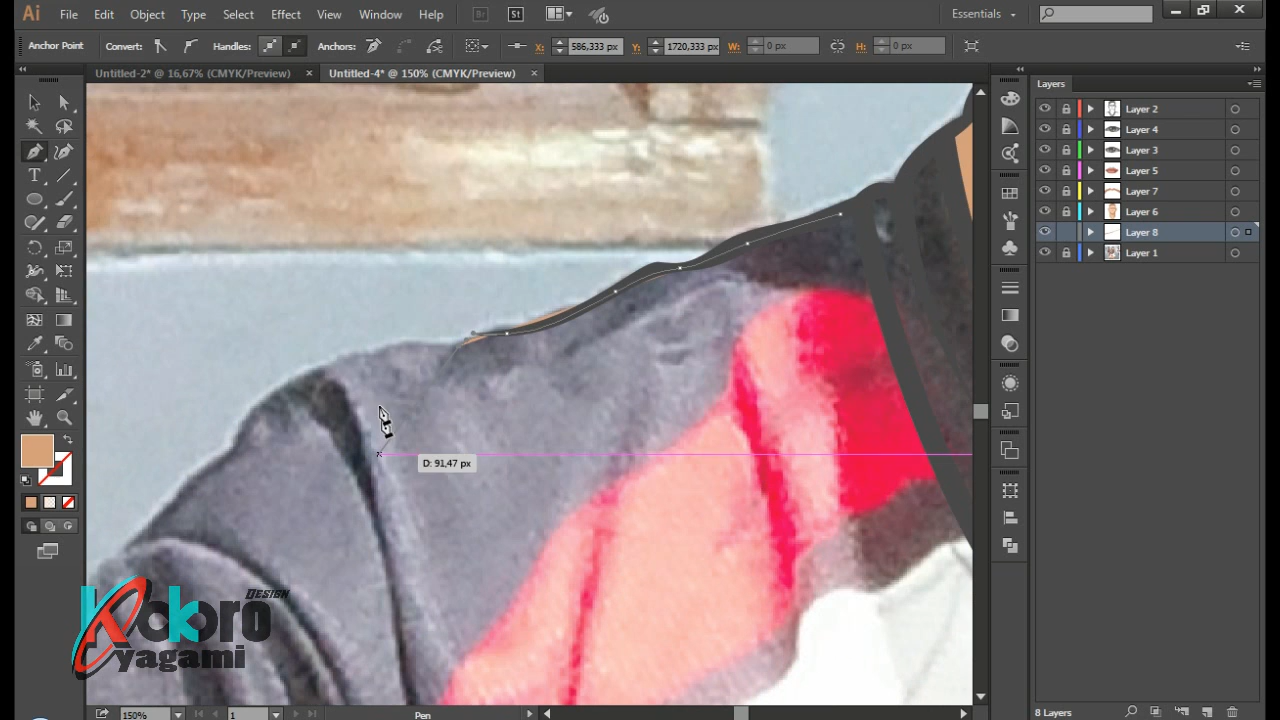 Ai File Edit Object Type Select Effect View Window Help Br St Essentials
Anchor Point Convert: Handles: Anchors: X: 586,333 px Y: 1720,333 px W: 0 px H: 0 px
Untitled-2* @ 16,67% (CMYK/Preview) × Untitled-4* @ 150% (CMYK/Preview) ×
Layers
Layer 2
Layer 4
Layer 3
Layer 5
Layer 7
Layer 6
Layer 8
Layer 1
D: 91,47 px
DESIGN
Kokoro
yagami
150% 1 Pen
8 Layers